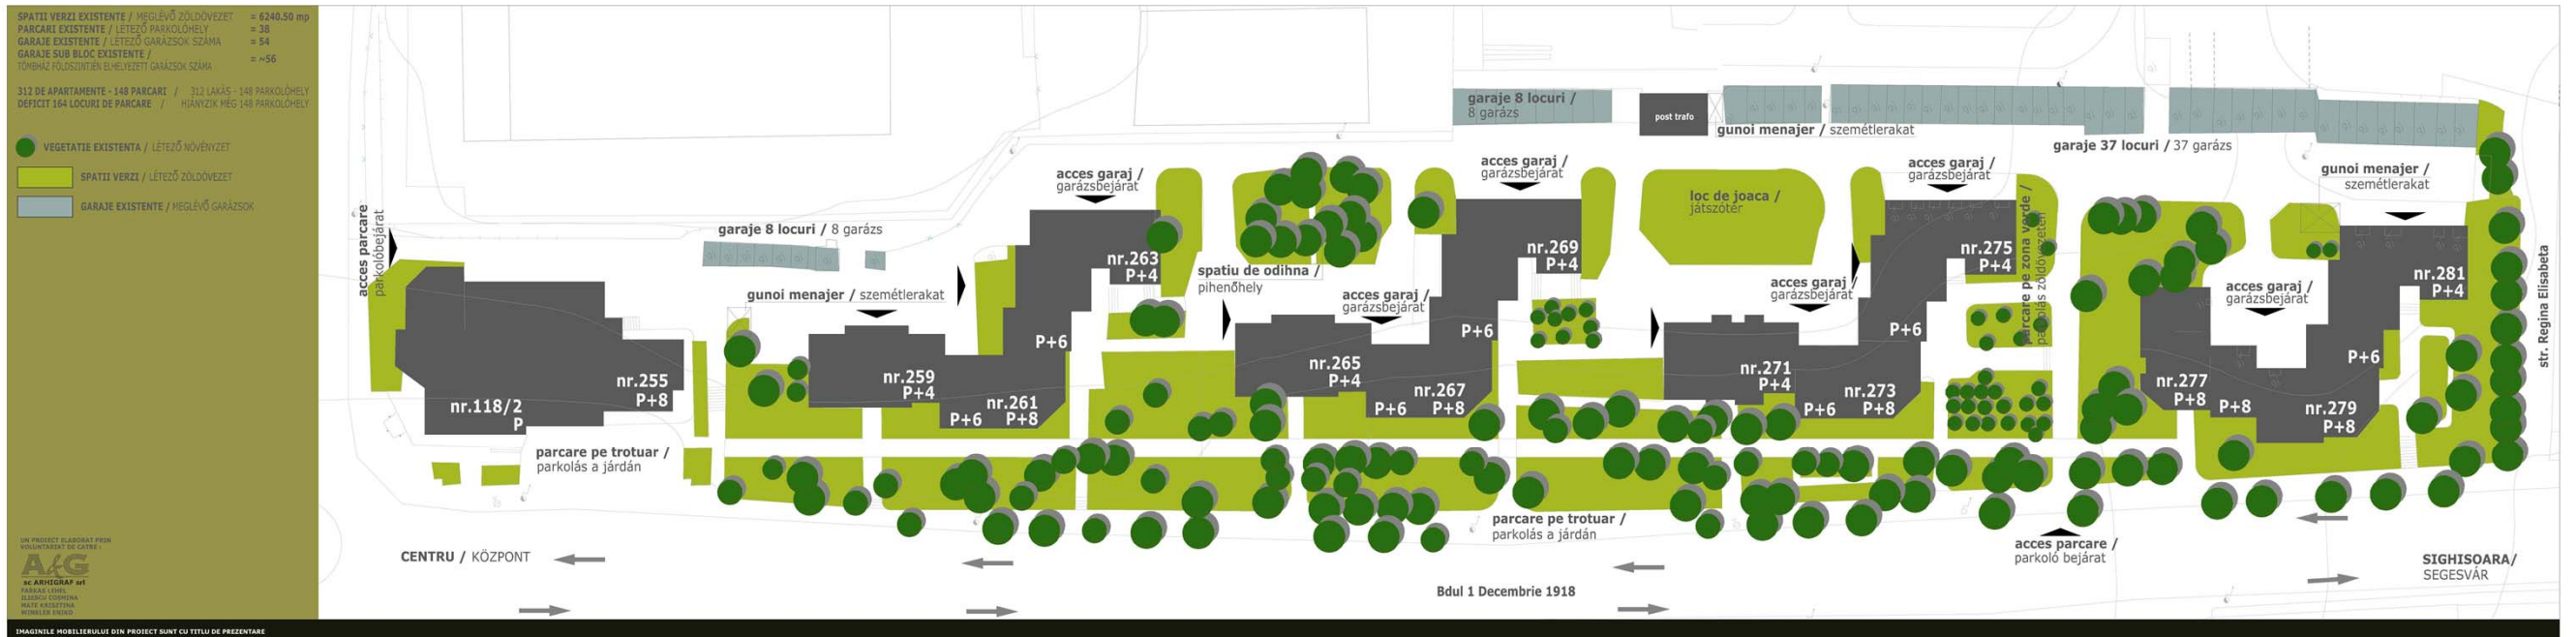 SPATII VERZI EXISTENTE / MEGLÉVŐ ZÖLDÖVEZET = 6240.50 mp
PARCARI EXISTENTE / LÉTEZŐ PARKOLÓHELY = 38
GARAJE EXISTENTE / LÉTEZŐ GARÁZSOK SZÁMA = 54
GARAJE SUB BLOC EXISTENTE /
TÖMBHÁZ FÖLDSZINTJÉN ELHELYEZETT GARÁZSOK SZÁMA = ~56
312 DE APARTAMENTE - 148 PARCARI / 312 LAKÁS - 148 PARKOLÓHELY
DEFICIT 164 LOCURI DE PARCARE / HIÁNYZIK MÉG 148 PARKOLÓHELY
VEGETATIE EXISTENTA / LÉTEZŐ NÖVÉNYZET
SPATII VERZI / LÉTEZŐ ZÖLDÖVEZET
GARAJE EXISTENTE / MEGLÉVŐ GARÁZSOK
UN PROIECT ELABORAT PRIN
VOLUNTARIAT DE CATRE :
A&G
sc ARHIGRAF srl
FARKAS LEHEL
ILIESCU COSMINA
MATE KRISZTINA
WINKLER ENIKO
IMAGINILE MOBILIERULUI DIN PROIECT SUNT CU TITLU DE PREZENTARE
acces parcare /
parkolóbejárat
garaje 8 locuri / 8 garázs
gunoi menajer / szemétlerakat
acces garaj /
garázsbejárat
spatiu de odihna /
pihenőhely
acces garaj /
garázsbejárat
garaje 8 locuri /
8 garázs
acces garaj /
garázsbejárat
post trafo
gunoi menajer / szemétlerakat
loc de joaca /
játszótér
acces garaj /
garázsbejárat
acces garaj /
garázsbejárat
parcare pe zona verde /
parkolás zöldövezeten
garaje 37 locuri / 37 garázs
gunoi menajer /
szemétlerakat
acces garaj /
garázsbejárat
str. Regina Elisabeta
nr.118/2
P
nr.255
P+8
nr.259
P+4
nr.261
P+6 P+8
nr.263
P+4
P+6
nr.265
P+4
nr.267
P+6 P+8
nr.269
P+4
P+6
nr.271
P+4
nr.273
P+6 P+8
nr.275
P+4
P+6
nr.277
P+8
P+8
nr.279
P+8
nr.281
P+4
P+6
parcare pe trotuar /
parkolás a járdán
parcare pe trotuar /
parkolás a járdán
acces parcare /
parkoló bejárat
CENTRU / KÖZPONT
Bdul 1 Decembrie 1918
SIGHISOARA/
SEGESVÁR